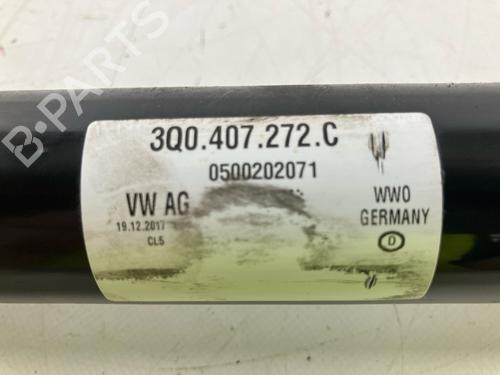 B-PARTS
3Q0.407.272.C
0500202071
VW AG
19.12.2017
CL5
WWO
GERMANY
D